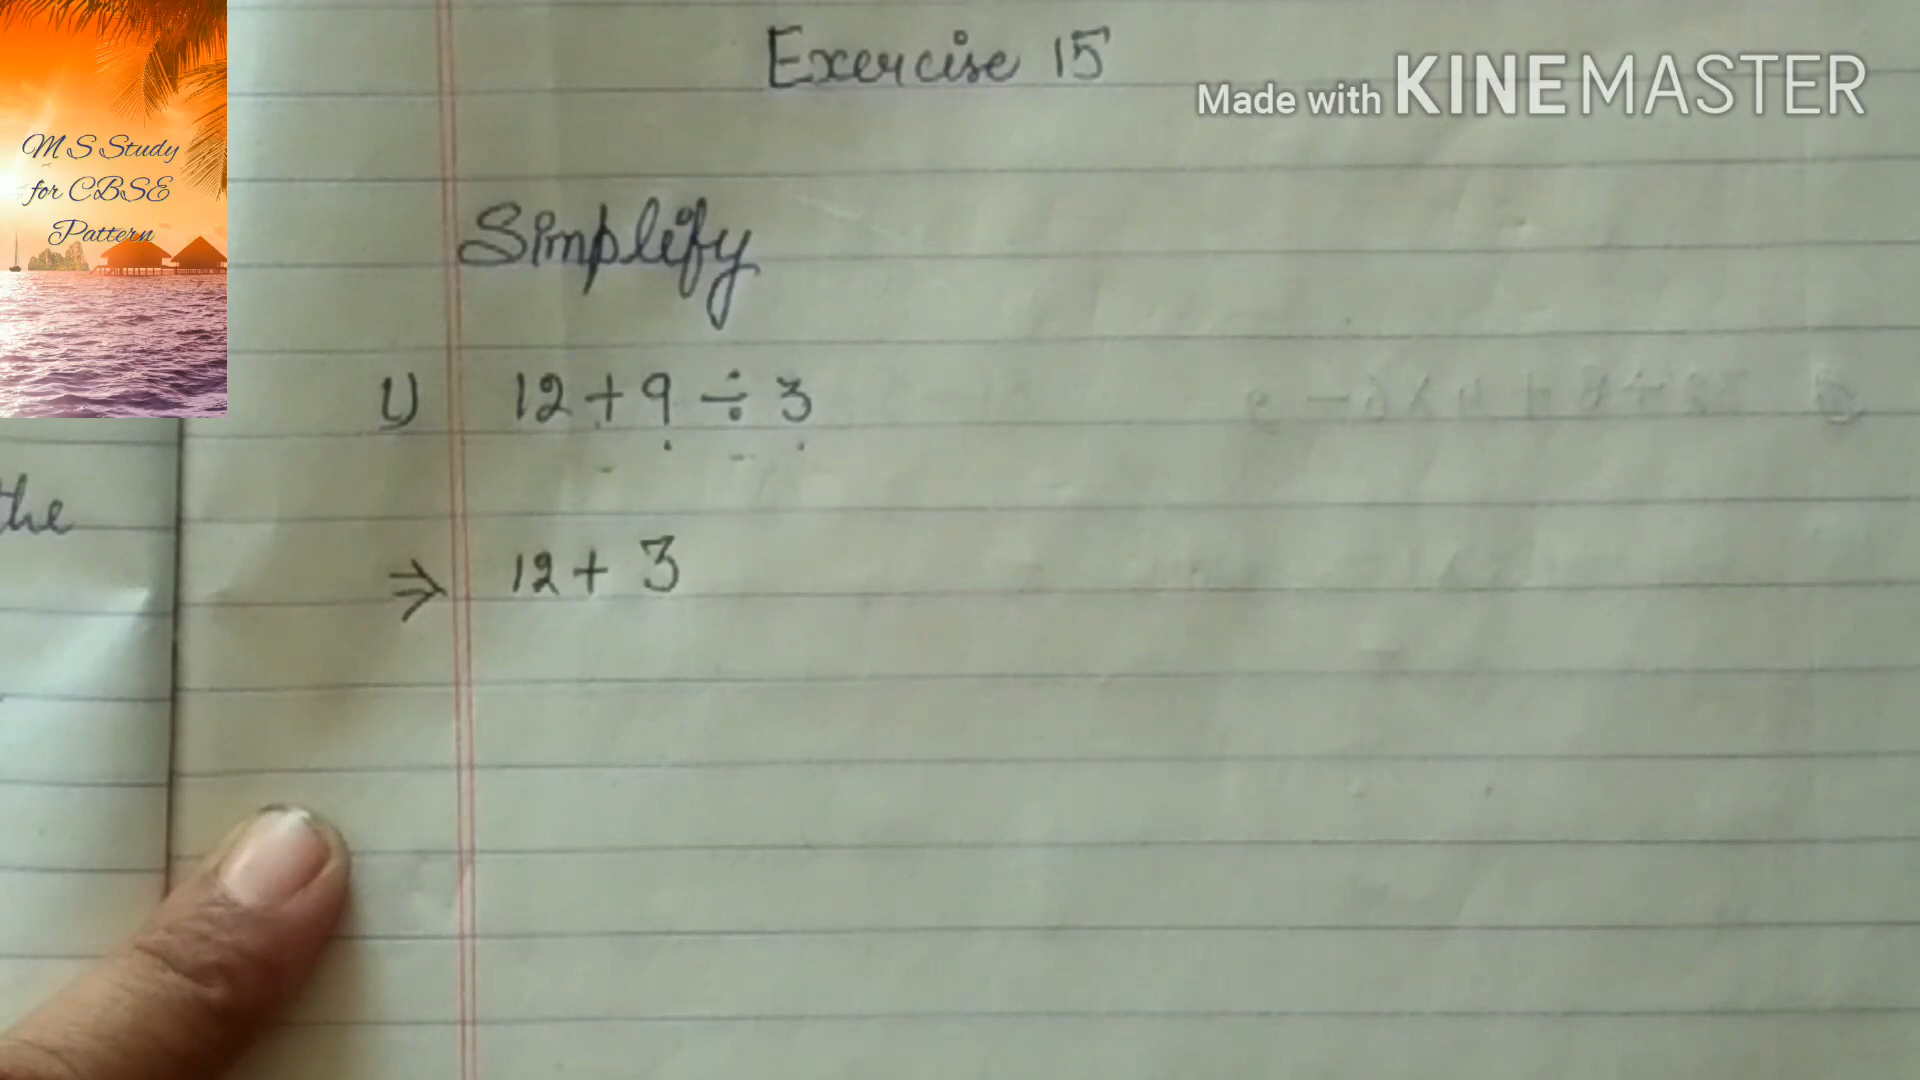 Exercise 15
Made with KINEMASTER
M S Study
for CBSE
Pattern
Simplify
1) 12 + 9 ÷ 3
the
⇒ 12 + 3